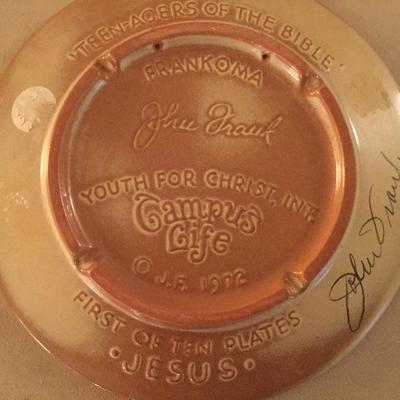 'TEEN-AGERS OF THE BIBLE'
FRANKOMA
John Frank
YOUTH FOR CHRIST, INT.
Campus
Life
© J.F. 1972
FIRST OF TEN PLATES
• JESUS •
John Frank